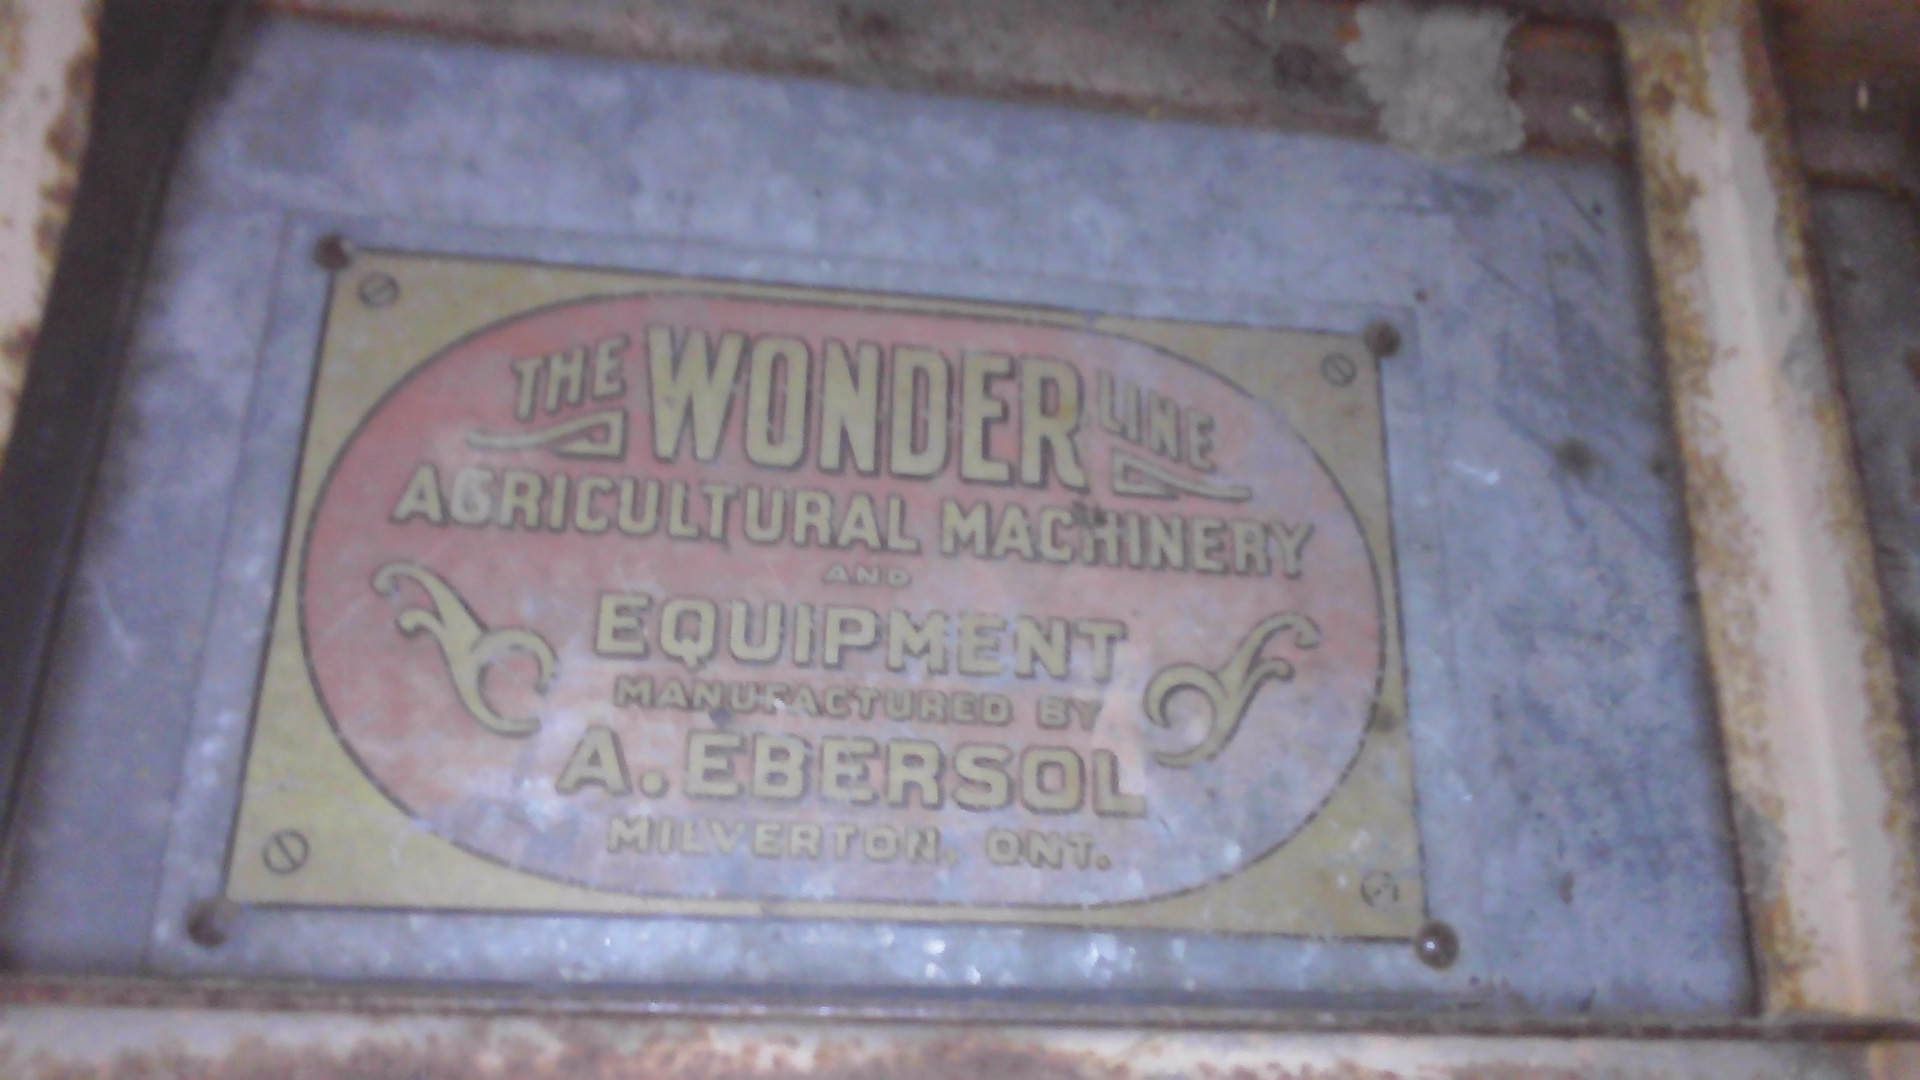 THE WONDER LINE
AGRICULTURAL MACHINERY
AND
EQUIPMENT
MANUFACTURED BY
A. EBERSOL
MILVERTON, ONT.